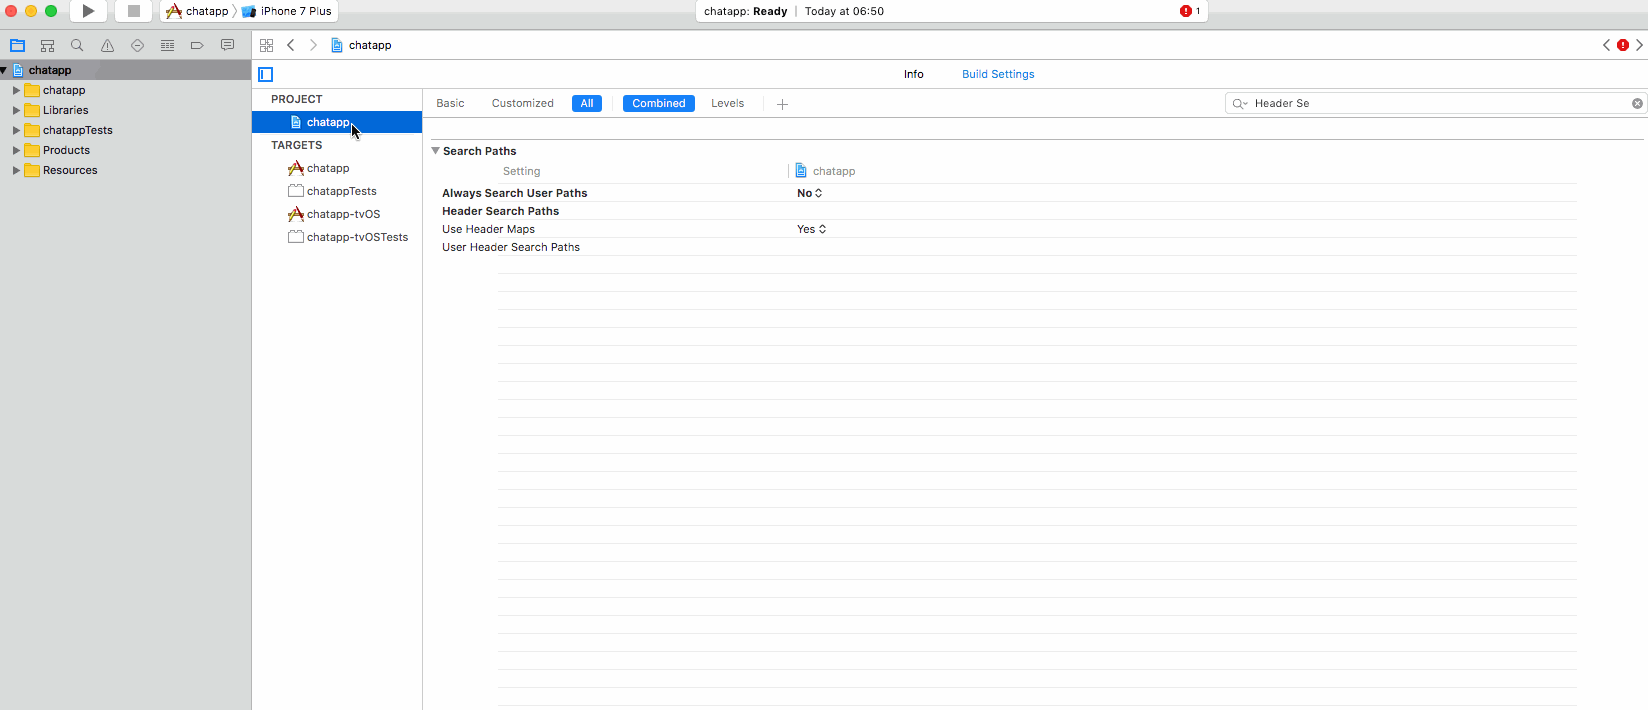 chatapp iPhone 7 Plus
chatapp: Ready | Today at 06:50
1
chatapp
chatapp
Info Build Settings
chatapp
Libraries
chatappTests
Products
Resources
PROJECT
chatapp
TARGETS
chatapp
chatappTests
chatapp-tvOS
chatapp-tvOSTests
Basic Customized All Combined Levels +
Header Se
Search Paths
Setting chatapp
Always Search User Paths No
Header Search Paths
Use Header Maps Yes
User Header Search Paths